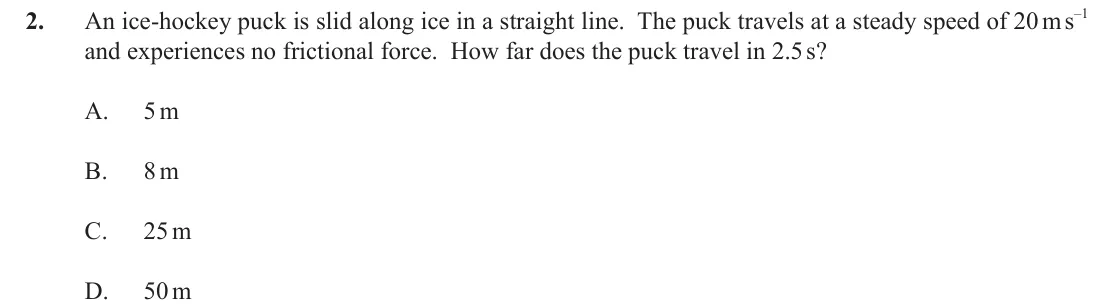 2. An ice-hockey puck is slid along ice in a straight line. The puck travels at a steady speed of 20 m s⁻¹
and experiences no frictional force. How far does the puck travel in 2.5 s?
A. 5 m
B. 8 m
C. 25 m
D. 50 m